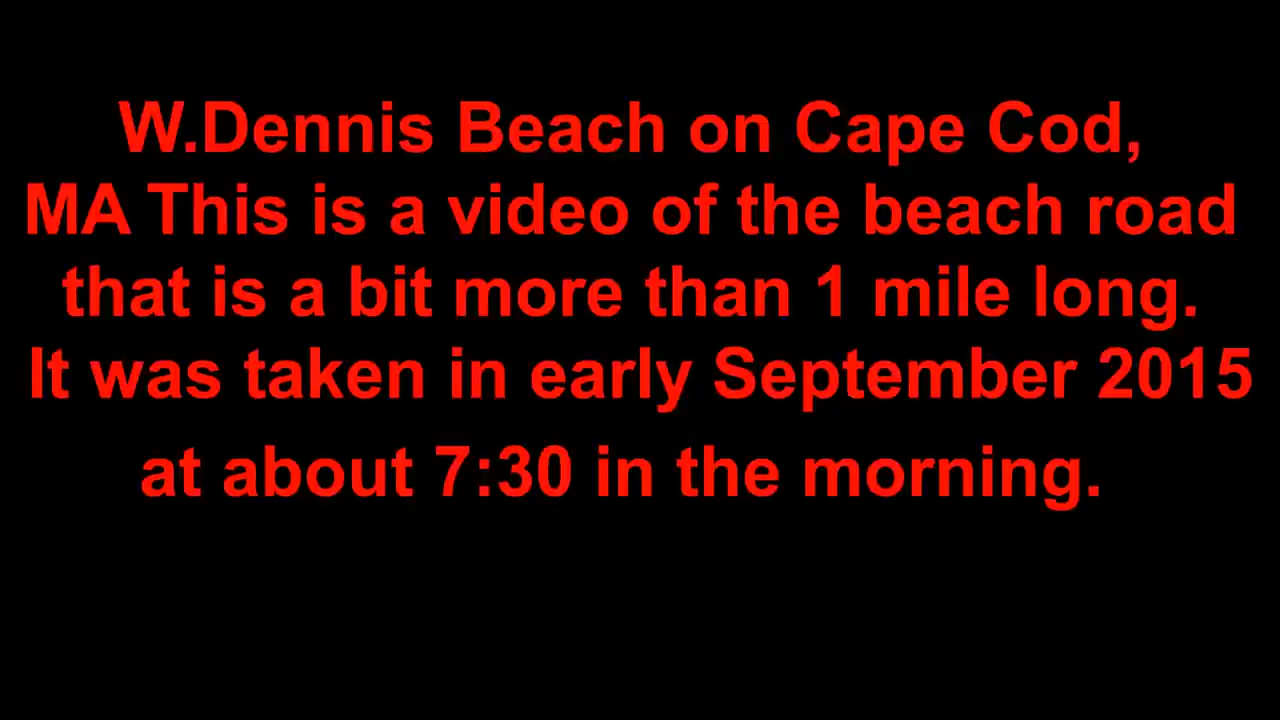 W.Dennis Beach on Cape Cod,
MA This is a video of the beach road
that is a bit more than 1 mile long.
It was taken in early September 2015
at about 7:30 in the morning.